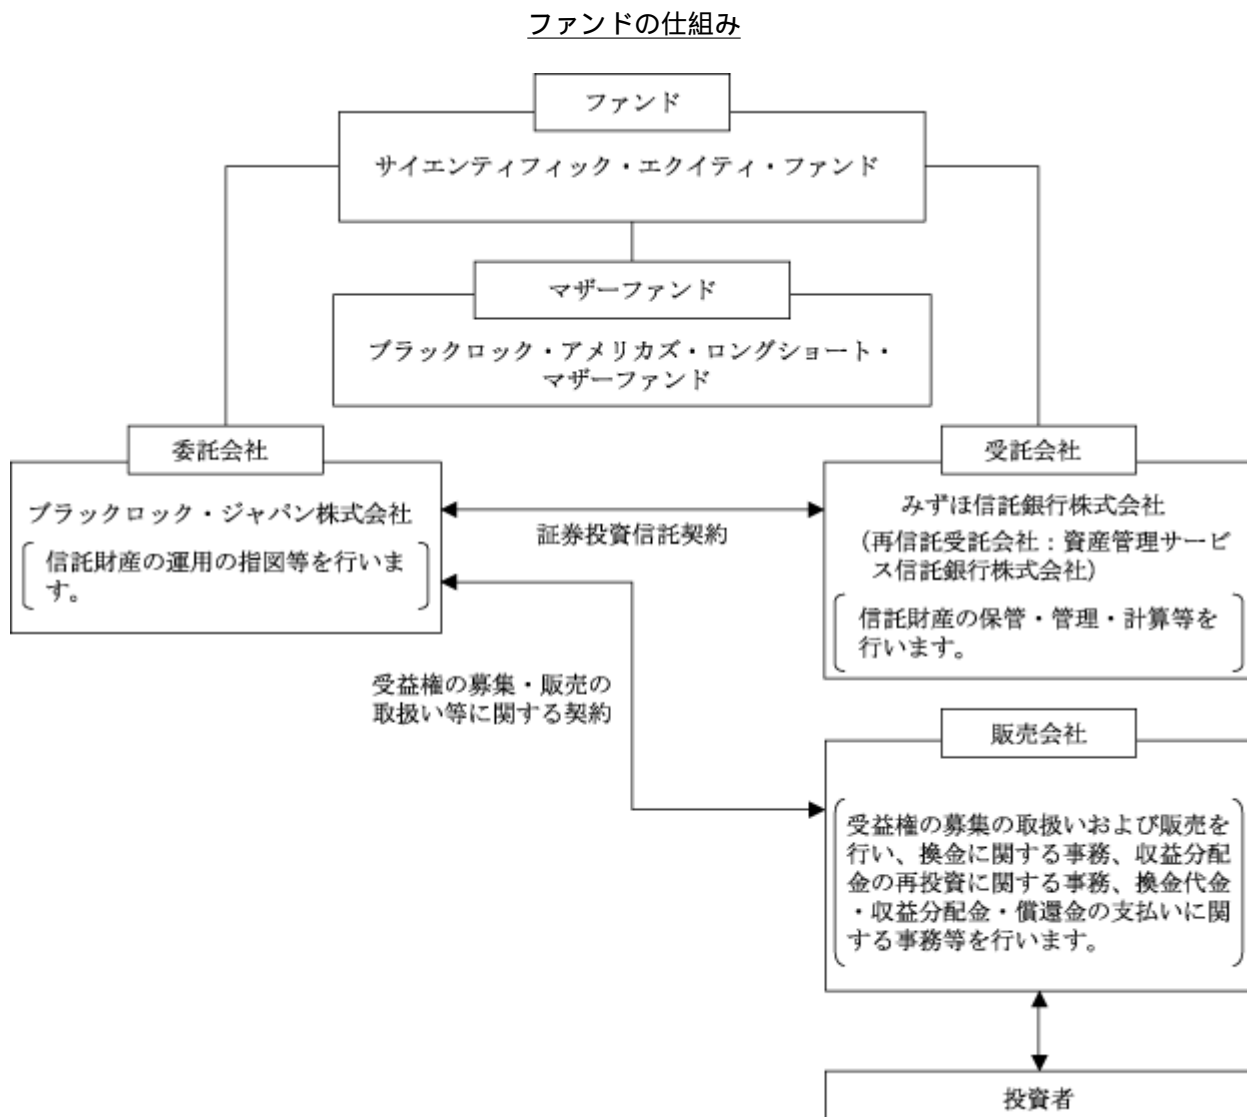 ファンドの仕組み
ファンド
サイエンティフィック・エクイティ・ファンド
マザーファンド
ブラックロック・アメリカズ・ロングショート・
マザーファンド
委託会社
ブラックロック・ジャパン株式会社
信託財産の運用の指図等を行いま
す。
証券投資信託契約
受託会社
みずほ信託銀行株式会社
(再信託受託会社:資産管理サービ
ス信託銀行株式会社)
信託財産の保管・管理・計算等を
行います。
受益権の募集・販売の
取扱い等に関する契約
販売会社
受益権の募集の取扱いおよび販売を
行い、換金に関する事務、収益分配
金の再投資に関する事務、換金代金
・収益分配金・償還金の支払いに関
する事務等を行います。
投資者